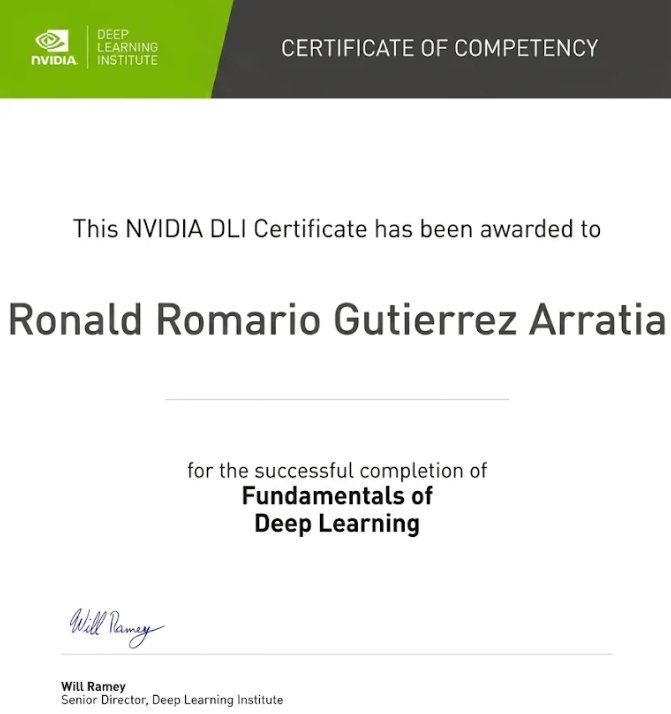 NVIDIA.
DEEP
LEARNING
INSTITUTE
CERTIFICATE OF COMPETENCY
This NVIDIA DLI Certificate has been awarded to
Ronald Romario Gutierrez Arratia
for the successful completion of
Fundamentals of
Deep Learning
Will Ramey
Will Ramey
Senior Director, Deep Learning Institute